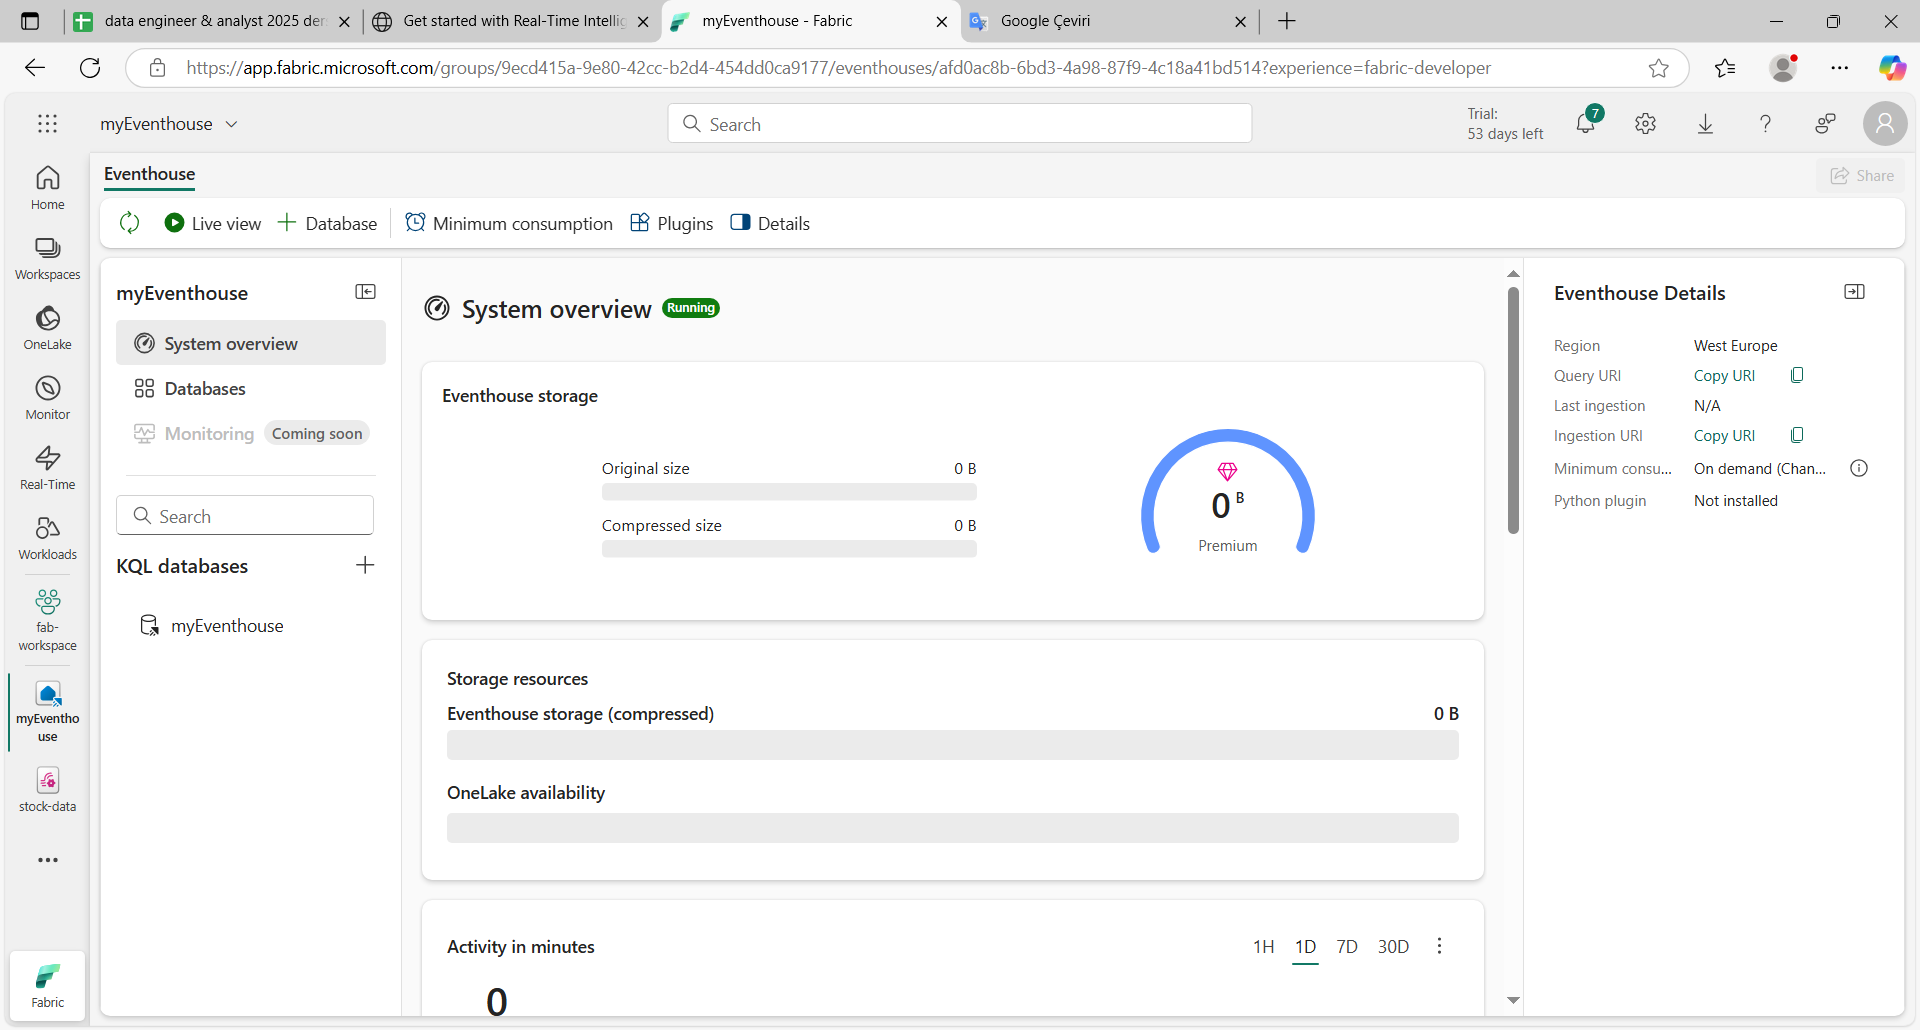 data engineer & analyst 2025 der
Get started with Real-Time Intellig
myEventhouse - Fabric
Google Çeviri
https://app.fabric.microsoft.com/groups/9ecd415a-9e80-42cc-b2d4-454dd0ca9177/eventhouses/afd0ac8b-6bd3-4a98-87f9-4c18a41bd514?experience=fabric-developer
myEventhouse
Search
Trial:
53 days left
7
Home
Workspaces
OneLake
Monitor
Real-Time
Workloads
fab-
workspace
myEventho
use
stock-data
Fabric
Eventhouse
Share
Live view
Database
Minimum consumption
Plugins
Details
myEventhouse
System overview
Databases
Monitoring
Coming soon
Search
KQL databases
myEventhouse
System overview
Running
Eventhouse storage
Original size
0 B
Compressed size
0 B
0 B
Premium
Storage resources
Eventhouse storage (compressed)
0 B
OneLake availability
Activity in minutes
1H
1D
7D
30D
0
Eventhouse Details
Region
West Europe
Query URI
Copy URI
Last ingestion
N/A
Ingestion URI
Copy URI
Minimum consu...
On demand (Chan...
Python plugin
Not installed